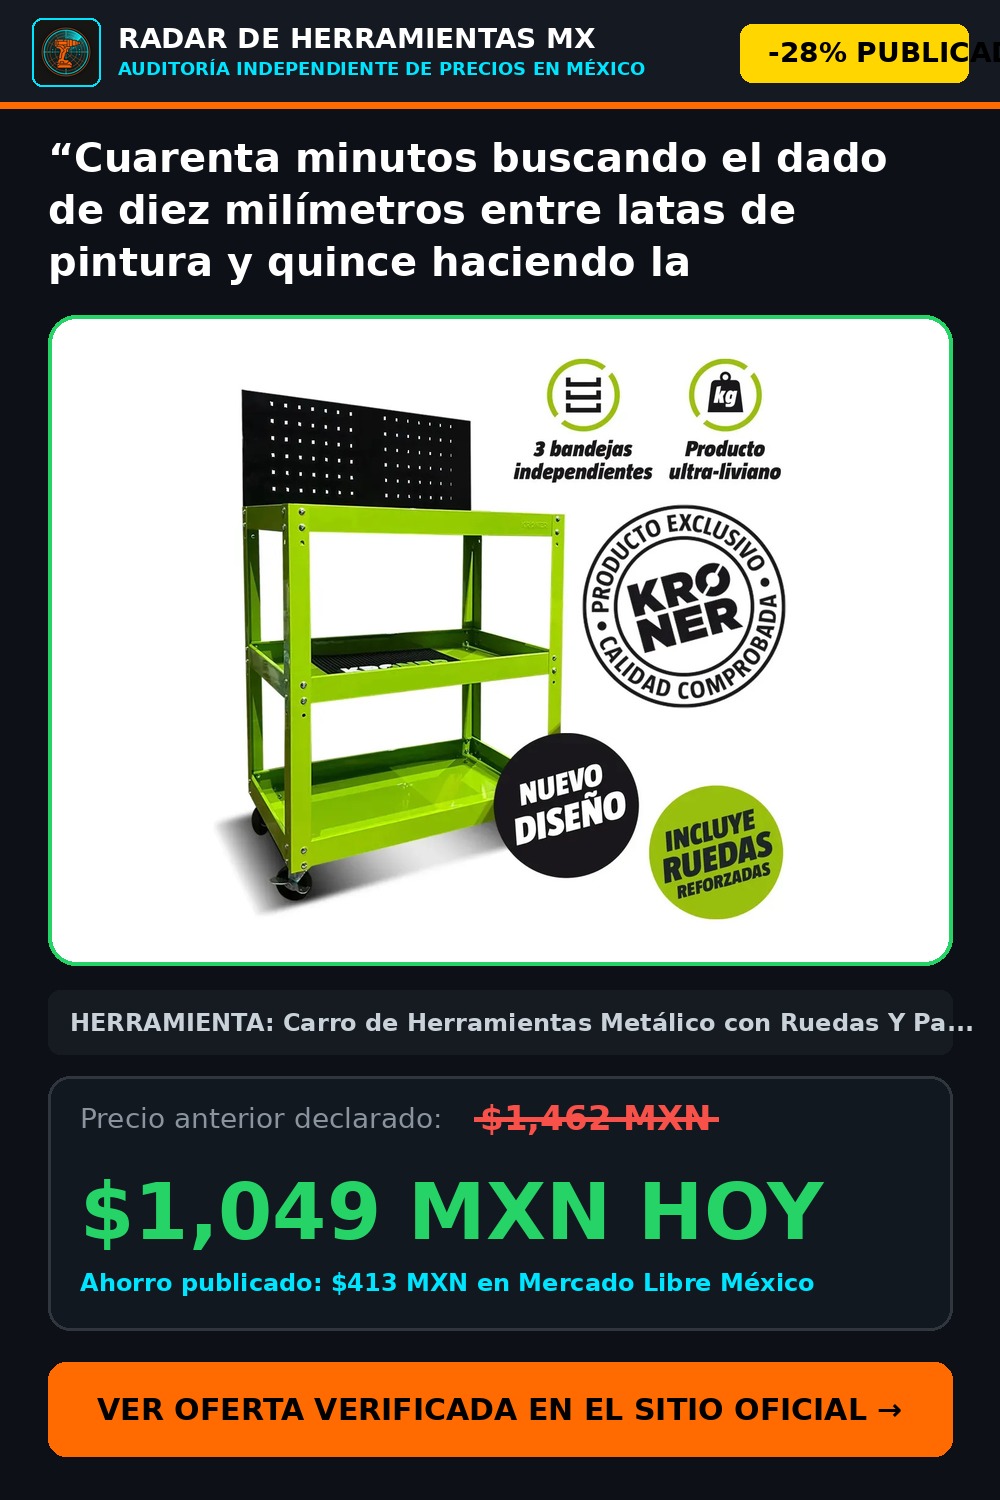 RADAR DE HERRAMIENTAS MX
AUDITORÍA INDEPENDIENTE DE PRECIOS EN MÉXICO
-28% PUBLICA
“Cuarenta minutos buscando el dado
de diez milímetros entre latas de
pintura y quince haciendo la
3 bandejas
independientes
Producto
ultra-liviano
kg
PRODUCTO EXCLUSIVO
KRO
NER
CALIDAD COMPROBADA
KRONER
NUEVO
DISEÑO
INCLUYE
RUEDAS
REFORZADAS
HERRAMIENTA: Carro de Herramientas Metálico con Ruedas Y Pa...
Precio anterior declarado: $1,462 MXN
$1,049 MXN HOY
Ahorro publicado: $413 MXN en Mercado Libre México
VER OFERTA VERIFICADA EN EL SITIO OFICIAL →